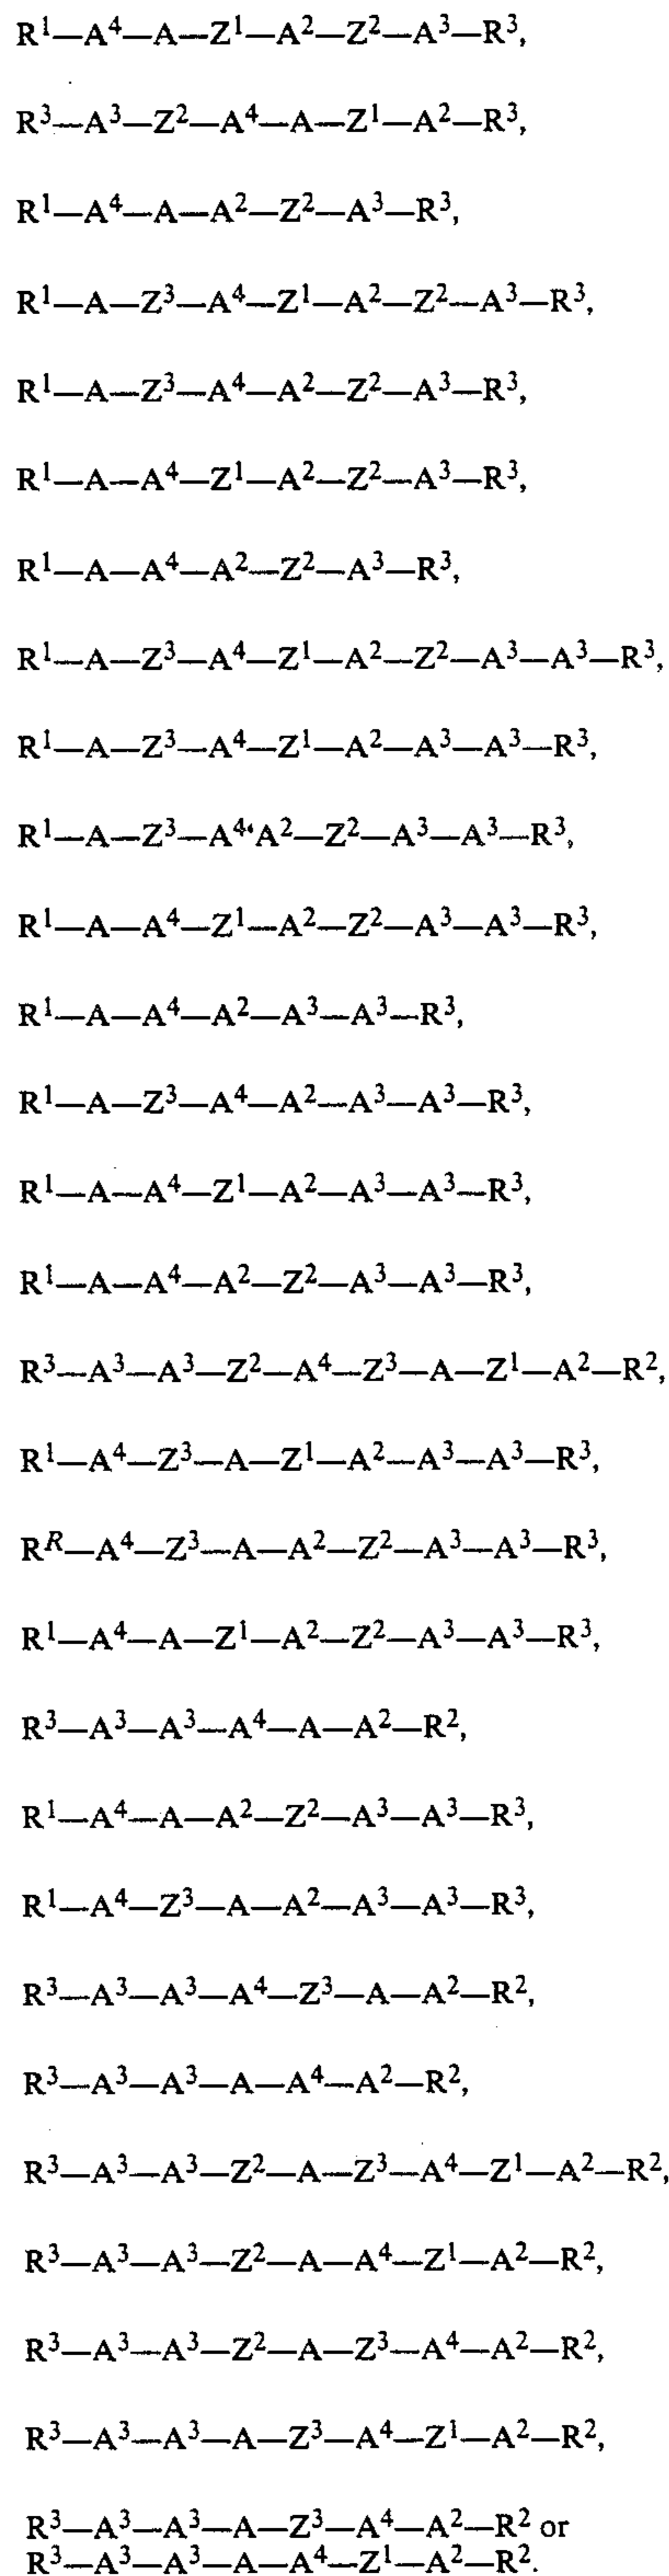 R¹—A⁴—A—Z¹—A²—Z²—A³—R³,
R³—A³—Z²—A⁴—A—Z¹—A²—R³,
R¹—A⁴—A—A²—Z²—A³—R³,
R¹—A—Z³—A⁴—Z¹—A²—Z²—A³—R³,
R¹—A—Z³—A⁴—A²—Z²—A³—R³,
R¹—A—A⁴—Z¹—A²—Z²—A³—R³,
R¹—A—A⁴—A²—Z²—A³—R³,
R¹—A—Z³—A⁴—Z¹—A²—Z²—A³—A³—R³,
R¹—A—Z³—A⁴—Z¹—A²—A³—A³—R³,
R¹—A—Z³—A⁴‘A²—Z²—A³—A³—R³,
R¹—A—A⁴—Z¹—A²—Z²—A³—A³—R³,
R¹—A—A⁴—A²—A³—A³—R³,
R¹—A—Z³—A⁴—A²—A³—A³—R³,
R¹—A—A⁴—Z¹—A²—A³—A³—R³,
R¹—A—A⁴—A²—Z²—A³—A³—R³,
R³—A³—A³—Z²—A⁴—Z³—A—Z¹—A²—R²,
R¹—A⁴—Z³—A—Z¹—A²—A³—A³—R³,
Rᴿ—A⁴—Z³—A—A²—Z²—A³—A³—R³,
R¹—A⁴—A—Z¹—A²—Z²—A³—A³—R³,
R³—A³—A³—A⁴—A—A²—R²,
R¹—A⁴—A—A²—Z²—A³—A³—R³,
R¹—A⁴—Z³—A—A²—A³—A³—R³,
R³—A³—A³—A⁴—Z³—A—A²—R²,
R³—A³—A³—A—A⁴—A²—R²,
R³—A³—A³—Z²—A—Z³—A⁴—Z¹—A²—R²,
R³—A³—A³—Z²—A—A⁴—Z¹—A²—R²,
R³—A³—A³—Z²—A—Z³—A⁴—A²—R²,
R³—A³—A³—A—Z³—A⁴—Z¹—A²—R²,
R³—A³—A³—A—Z³—A⁴—A²—R² or
R³—A³—A³—A—A⁴—Z¹—A²—R².